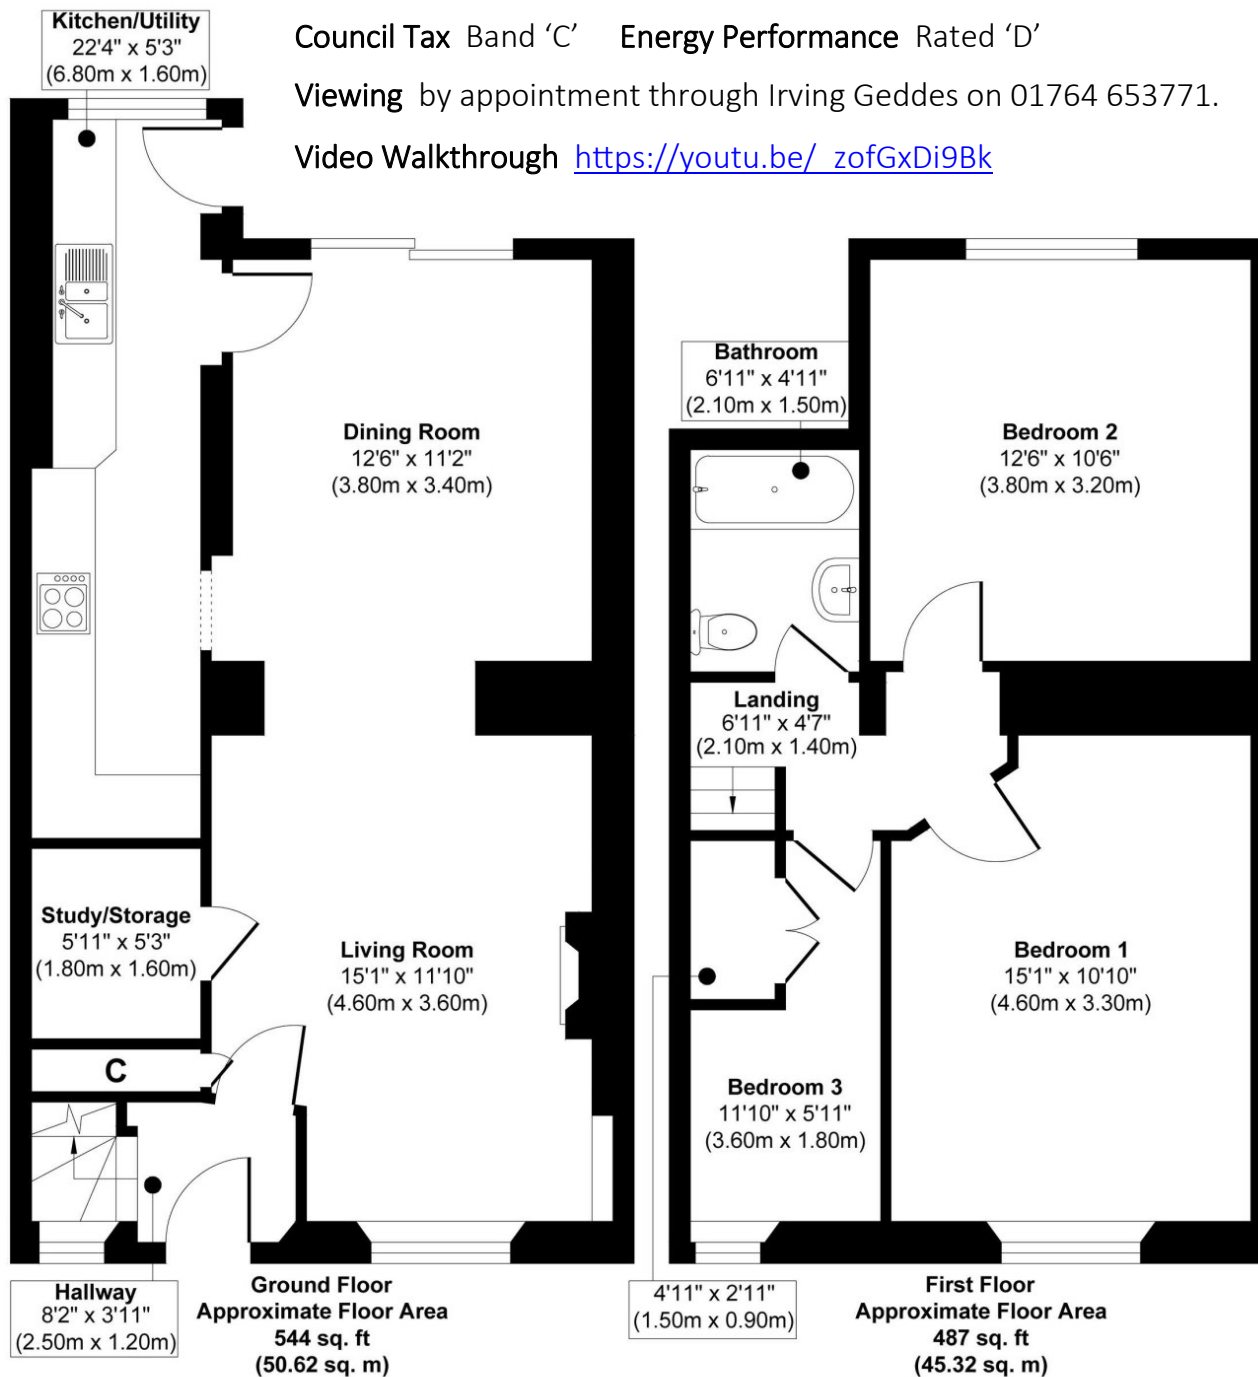 Kitchen/Utility
22'4" x 5'3"
(6.80m x 1.60m)
Council Tax Band ‘C’ Energy Performance Rated ‘D’
Viewing by appointment through Irving Geddes on 01764 653771.
Video Walkthrough https://youtu.be/_zofGxDi9Bk
Dining Room
12'6" x 11'2"
(3.80m x 3.40m)
Bathroom
6'11" x 4'11"
(2.10m x 1.50m)
Bedroom 2
12'6" x 10'6"
(3.80m x 3.20m)
Landing
6'11" x 4'7"
(2.10m x 1.40m)
Study/Storage
5'11" x 5'3"
(1.80m x 1.60m)
Living Room
15'1" x 11'10"
(4.60m x 3.60m)
Bedroom 1
15'1" x 10'10"
(4.60m x 3.30m)
C
Bedroom 3
11'10" x 5'11"
(3.60m x 1.80m)
Hallway
8'2" x 3'11"
(2.50m x 1.20m)
Ground Floor
Approximate Floor Area
544 sq. ft
(50.62 sq. m)
4'11" x 2'11"
(1.50m x 0.90m)
First Floor
Approximate Floor Area
487 sq. ft
(45.32 sq. m)